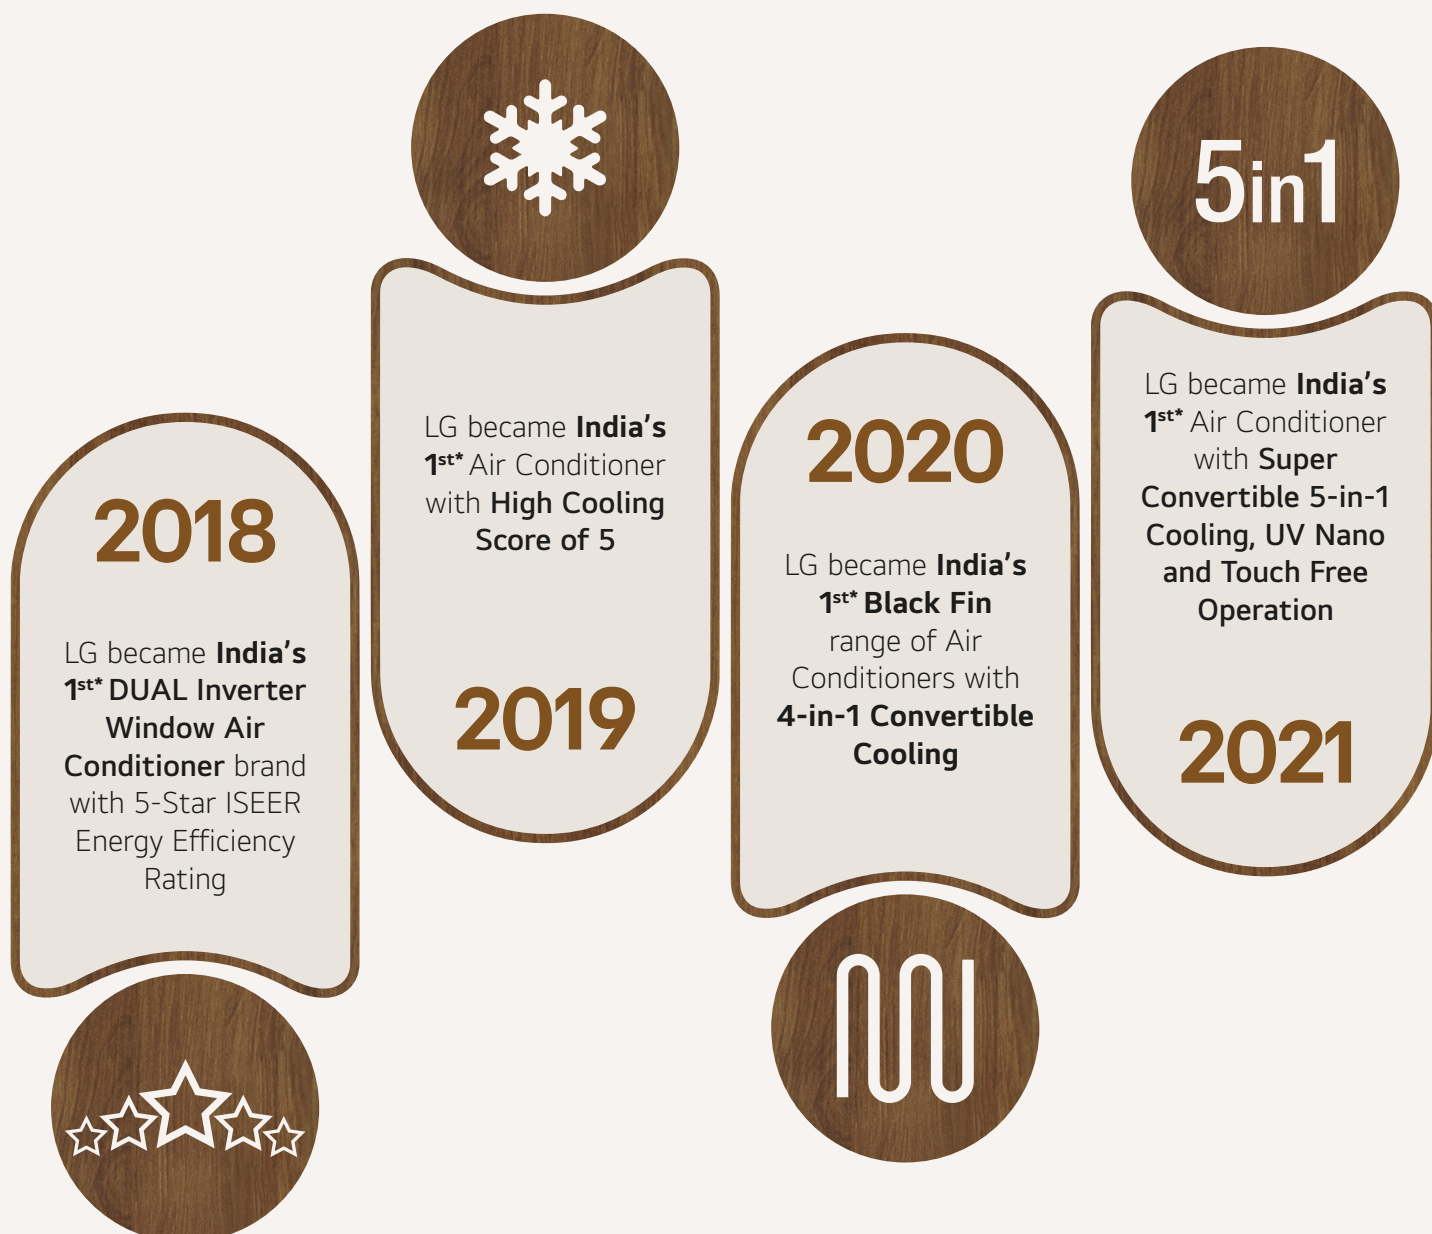 2018
LG became India's
1st* DUAL Inverter
Window Air
Conditioner brand
with 5-Star ISEER
Energy Efficiency
Rating
LG became India's
1st* Air Conditioner
with High Cooling
Score of 5
2019
2020
LG became India's
1st* Black Fin
range of Air
Conditioners with
4-in-1 Convertible
Cooling
5in1
LG became India's
1st* Air Conditioner
with Super
Convertible 5-in-1
Cooling, UV Nano
and Touch Free
Operation
2021